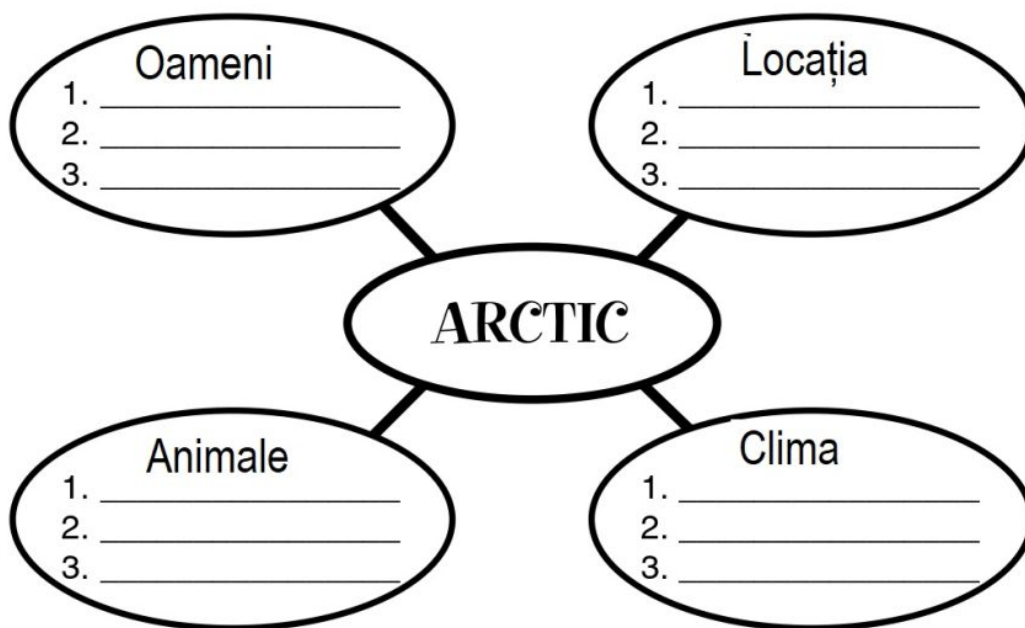 Oameni
1.
2.
3.
Locația
1.
2.
3.
ARCTIC
Animale
1.
2.
3.
Clima
1.
2.
3.